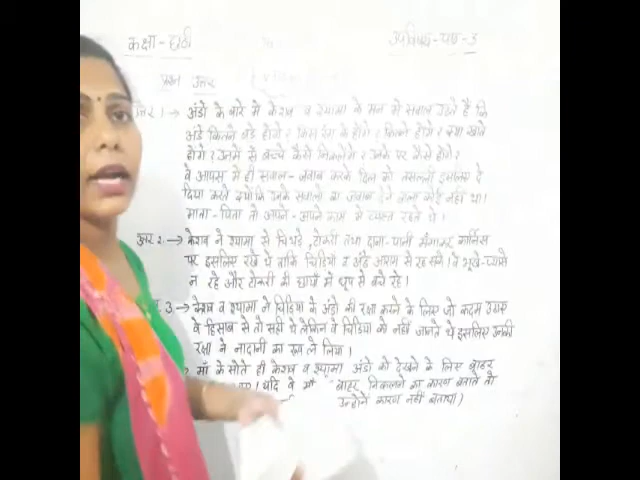 कक्षा - छठी
प्रश्न उत्तर
उत्तर 1 → अंडो के बारे मे केशव व श्यामा के मन मे सवाल उठते है कि
अंडे कितने बड़े होंगे? किस रंग के होंगे? कितने होंगे? क्या खाते
होंगे? उनमे से बच्चे कैसे निकलेंगे? उनके पर कैसे होंगे?
वे आपस में ही सवाल - जवाब करके दिल को तसल्ली इसलिए दे
दिया करते क्योंकि उनके सवालो का जवाब देने वाला कोई नहीं था।
माता - पिता तो अपने - अपने काम में व्यस्त रहते थे।
उत्तर 2. → केशव ने श्यामा से चिथड़े, टोकरी तथा दाना-पानी मँगाकर कार्निस
पर इसलिए रखे थे ताकि चिड़िया व अंडे आराम से रह सके। वे भूखे-प्यासे
न रहे और टोकरी की छाया में धूप से बचे रहे।
3. → केशव व श्यामा ने चिड़िया के अंडो की रक्षा करने के लिए जो कदम उठाए
वे हिसाब से तो सही थे लेकिन वे चिड़िया को नहीं जानते थे इसलिए उनकी
रक्षा ने नादानी का रूप ले लिया।
माँ के सोते ही केशव व श्यामा अंडो को देखने के लिए बाहर
यदि वे माँ बाहर निकलने का कारण बताते तो
उन्होंने कारण नहीं बताया।